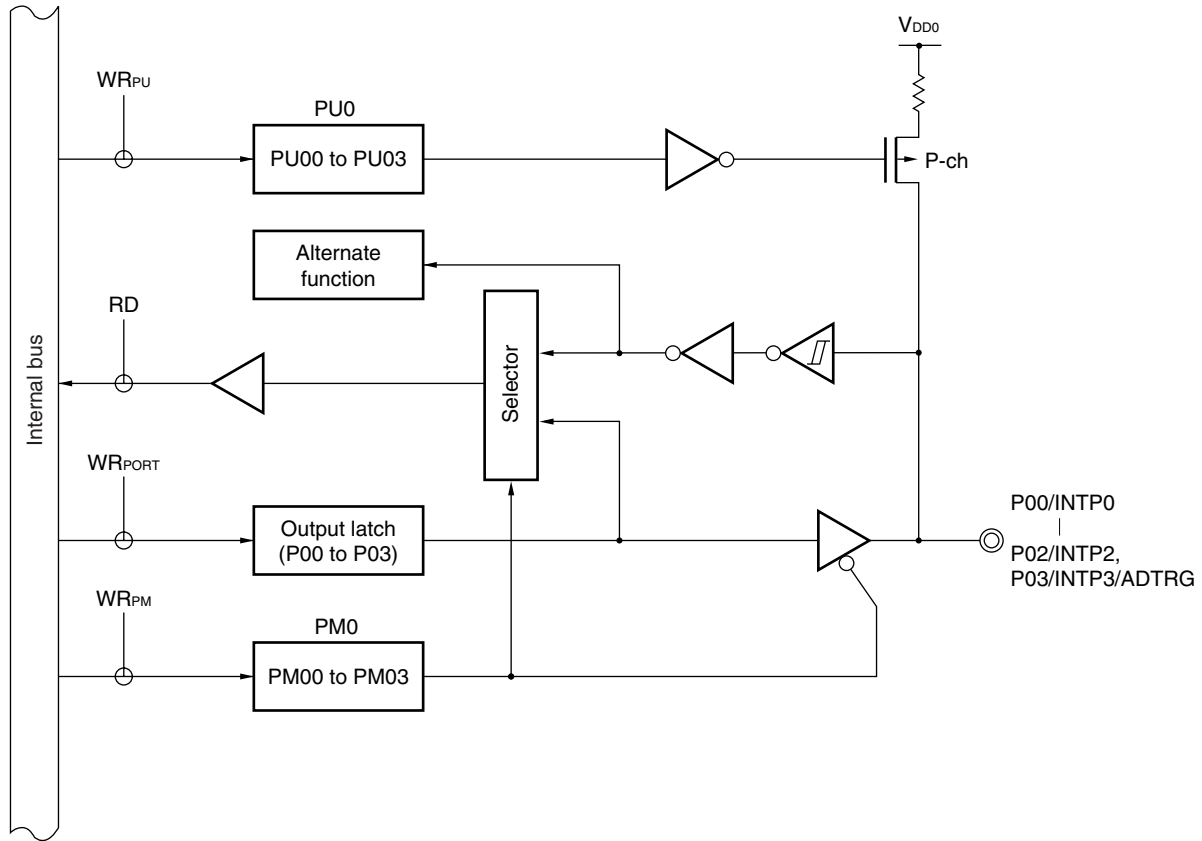 VDD0
WRPU
PU0
PU00 to PU03
P-ch
Alternate
function
RD
Selector
Internal bus
WRPORT
Output latch
(P00 to P03)
P00/INTP0
P02/INTP2,
P03/INTP3/ADTRG
WRPM
PM0
PM00 to PM03